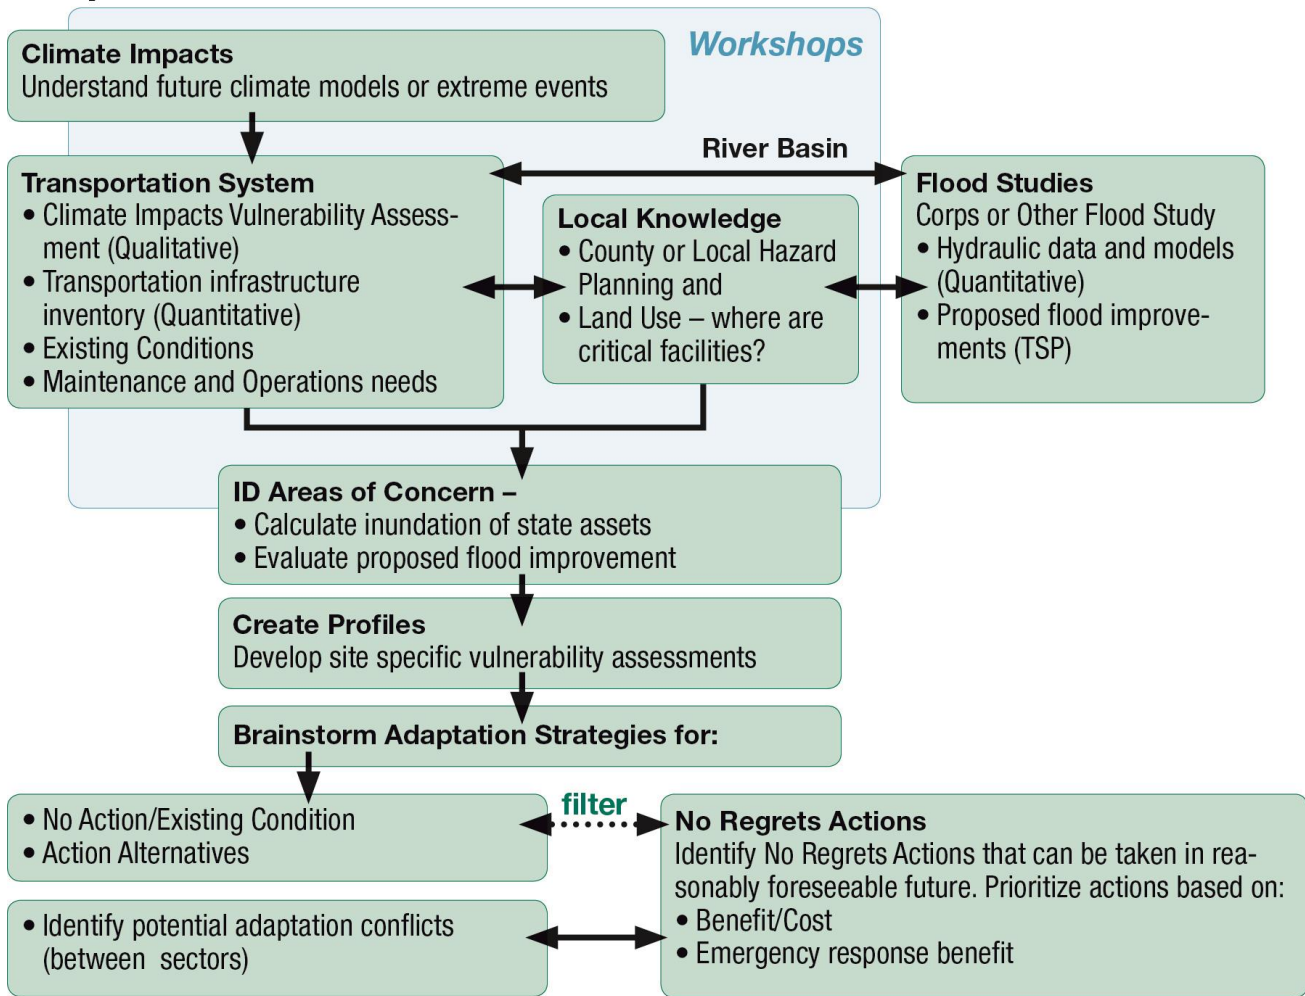 Workshops
Climate Impacts
Understand future climate models or extreme events
River Basin
Transportation System
• Climate Impacts Vulnerability Assess-
ment (Qualitative)
• Transportation infrastructure
inventory (Quantitative)
• Existing Conditions
• Maintenance and Operations needs
Local Knowledge
• County or Local Hazard
Planning and
• Land Use – where are
critical facilities?
Flood Studies
Corps or Other Flood Study
• Hydraulic data and models
(Quantitative)
• Proposed flood improve-
ments (TSP)
ID Areas of Concern –
• Calculate inundation of state assets
• Evaluate proposed flood improvement
Create Profiles
Develop site specific vulnerability assessments
Brainstorm Adaptation Strategies for:
• No Action/Existing Condition
• Action Alternatives
filter
No Regrets Actions
Identify No Regrets Actions that can be taken in rea-
sonably foreseeable future. Prioritize actions based on:
• Benefit/Cost
• Emergency response benefit
• Identify potential adaptation conflicts
(between sectors)